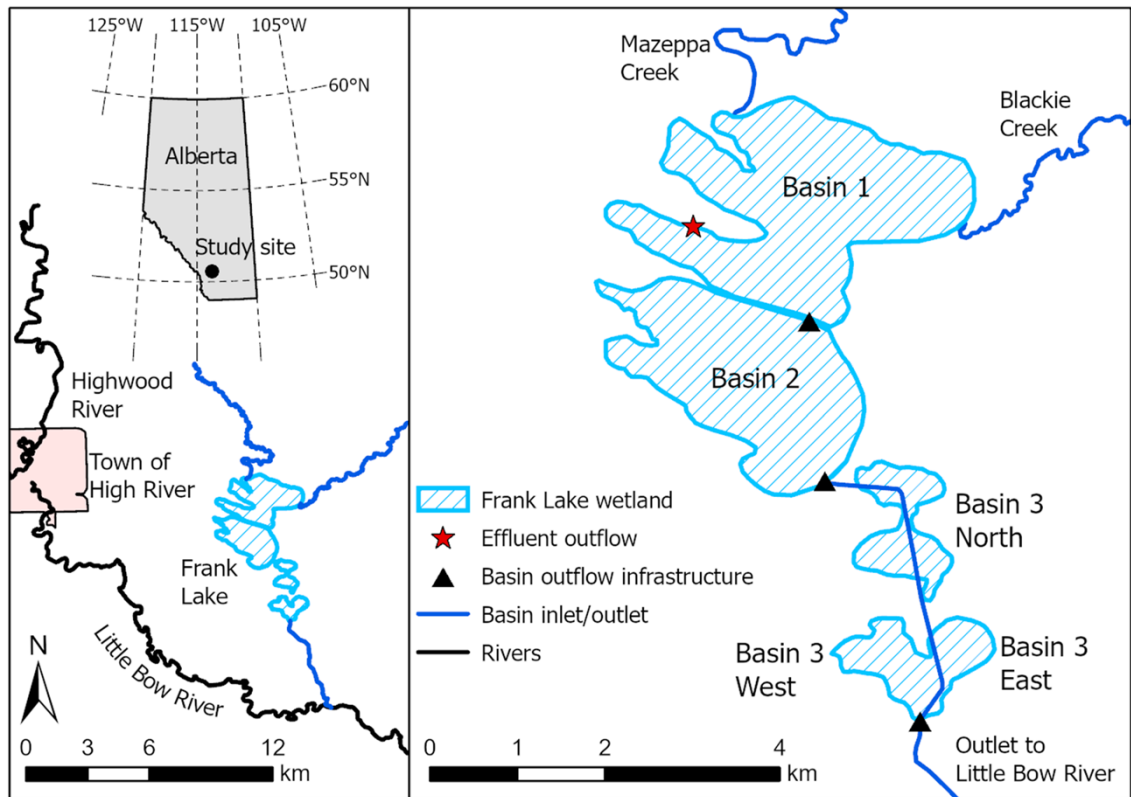 125°W 115°W 105°W
60°N
Alberta
55°N
Study site
50°N
Highwood
River
Town of
High River
Frank
Lake
Little Bow River
N
0 3 6 12
km
Mazeppa
Creek
Blackie
Creek
Basin 1
Basin 2
Frank Lake wetland
Effluent outflow
Basin outflow infrastructure
Basin inlet/outlet
Rivers
Basin 3
North
Basin 3
West
Basin 3
East
Outlet to
Little Bow River
0 1 2 4
km